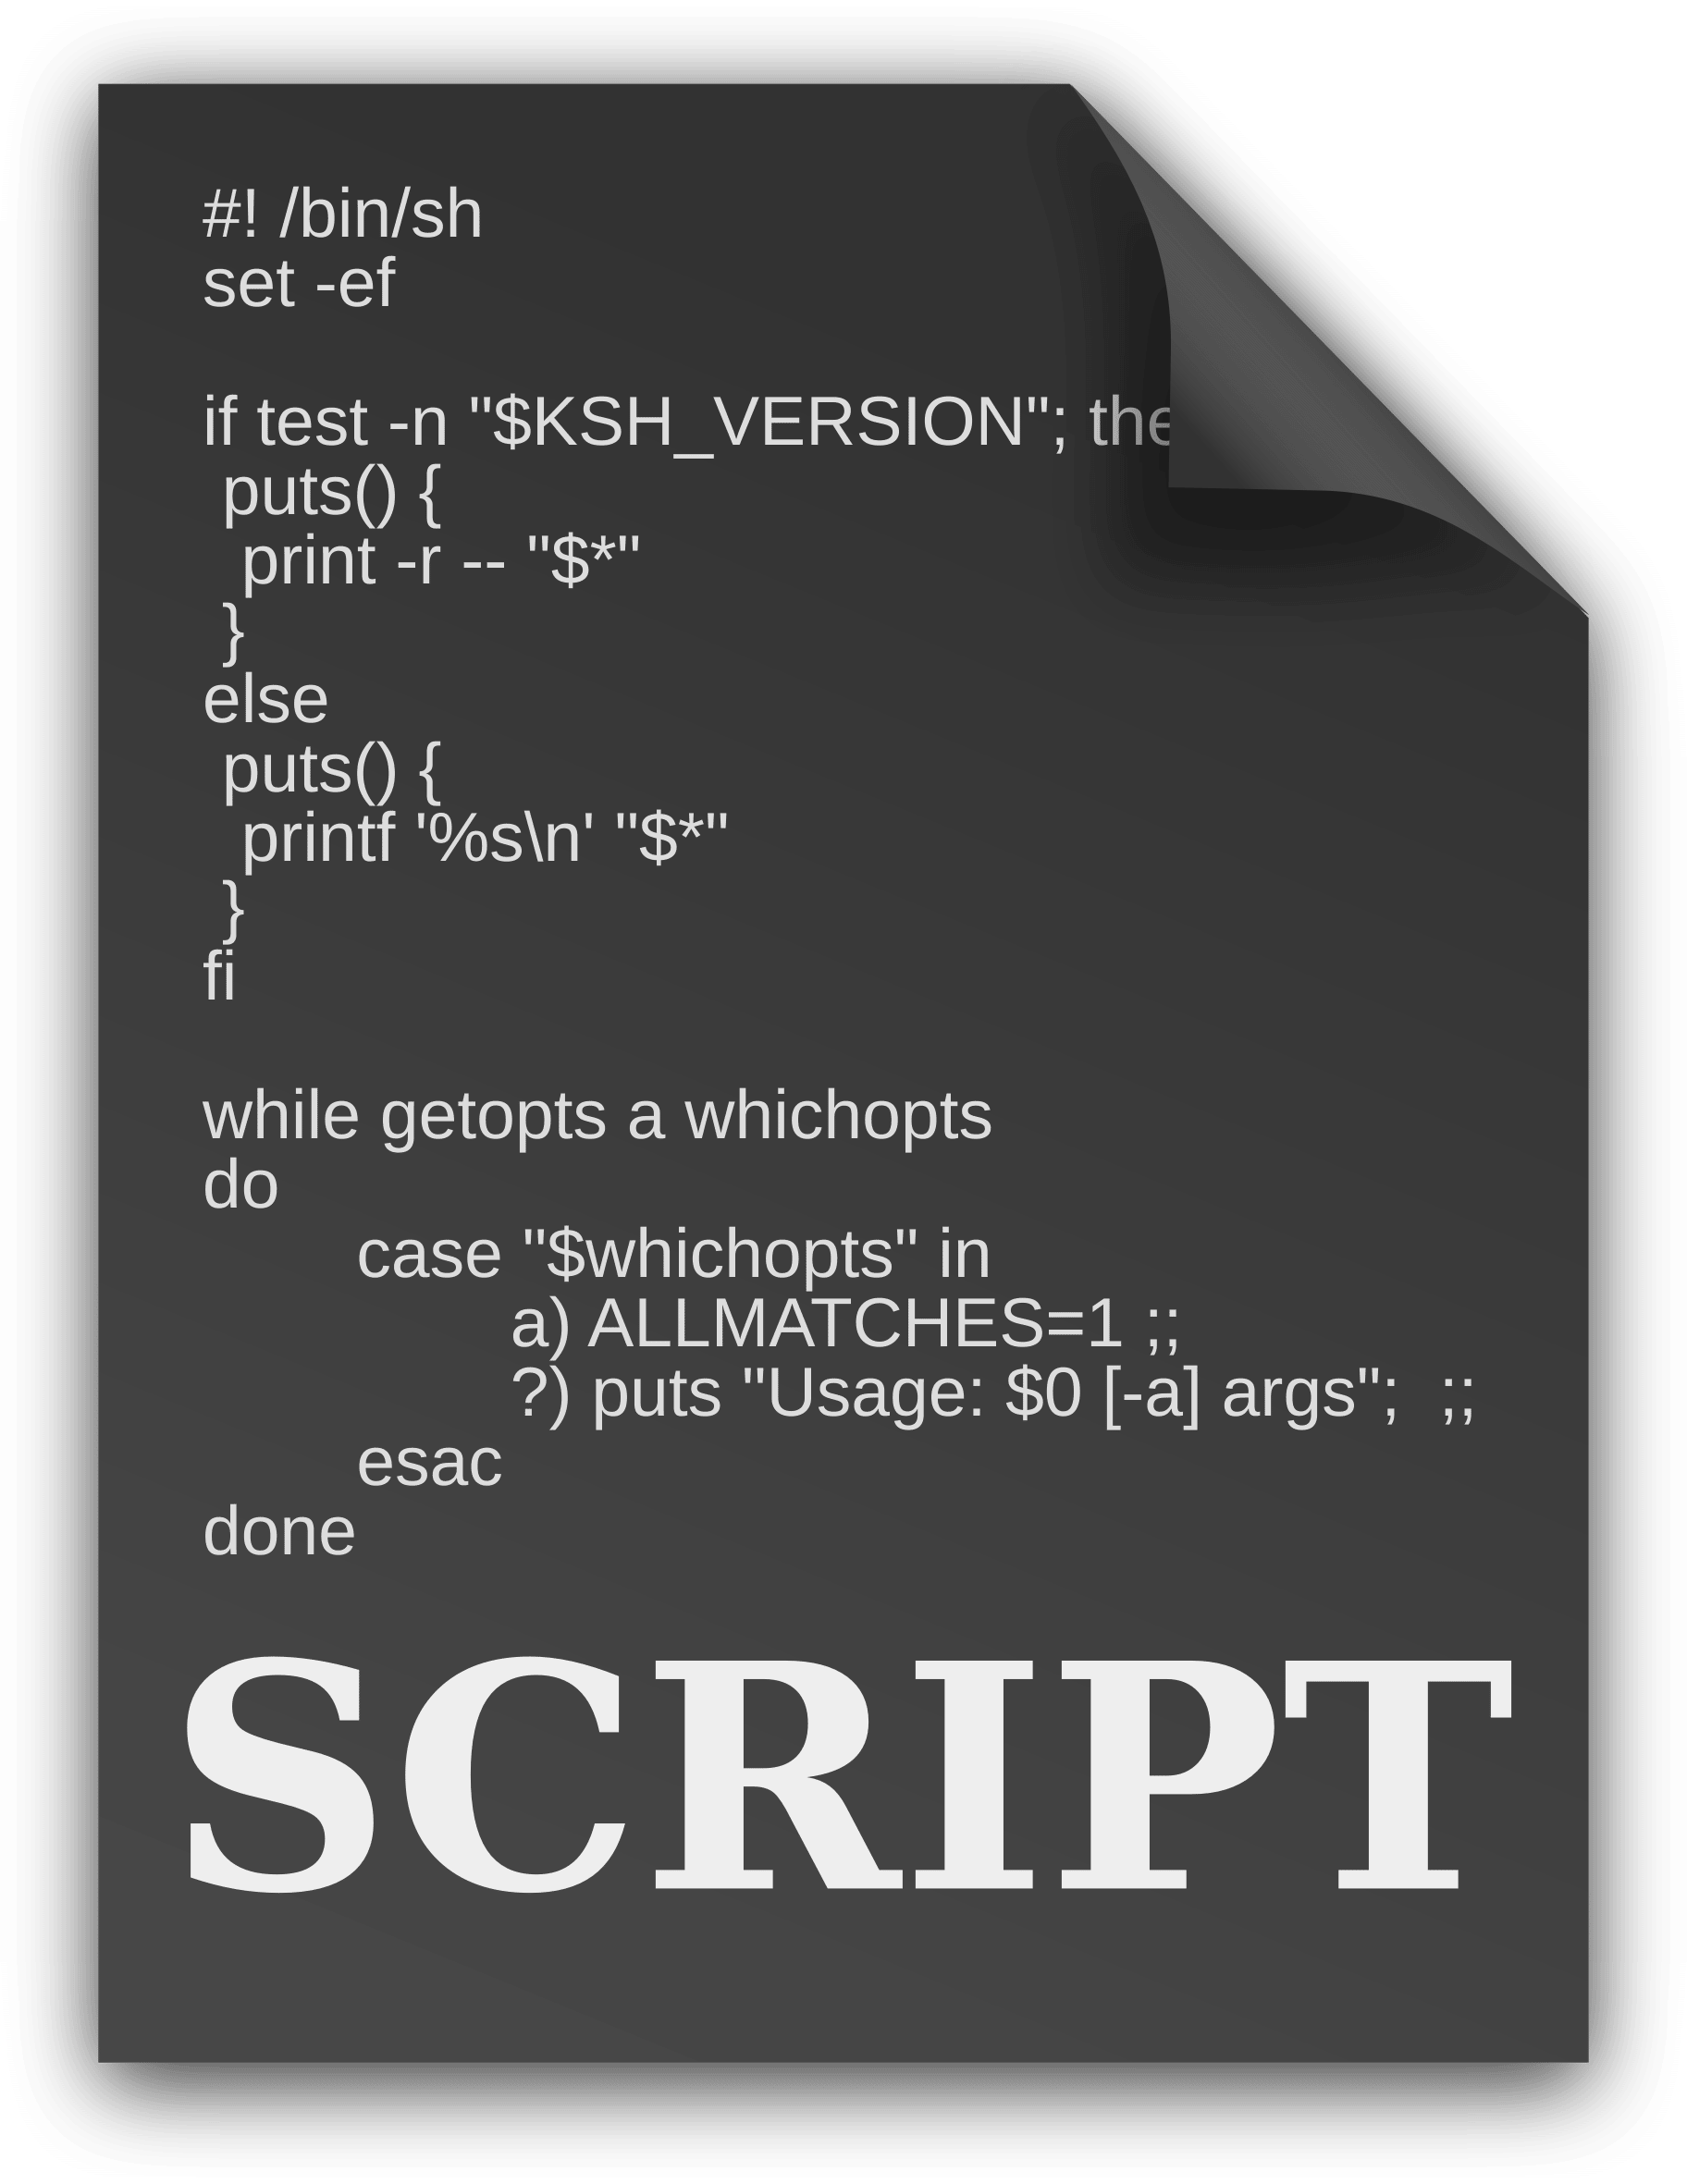 #! /bin/sh
set -ef

if test -n "$KSH_VERSION"; the
 puts() {
  print -r -- "$*"
 }
else
 puts() {
  printf '%s\n' "$*"
 }
fi

while getopts a whichopts
do
        case "$whichopts" in
                a) ALLMATCHES=1 ;;
                ?) puts "Usage: $0 [-a] args";  ;;
        esac
done
SCRIPT